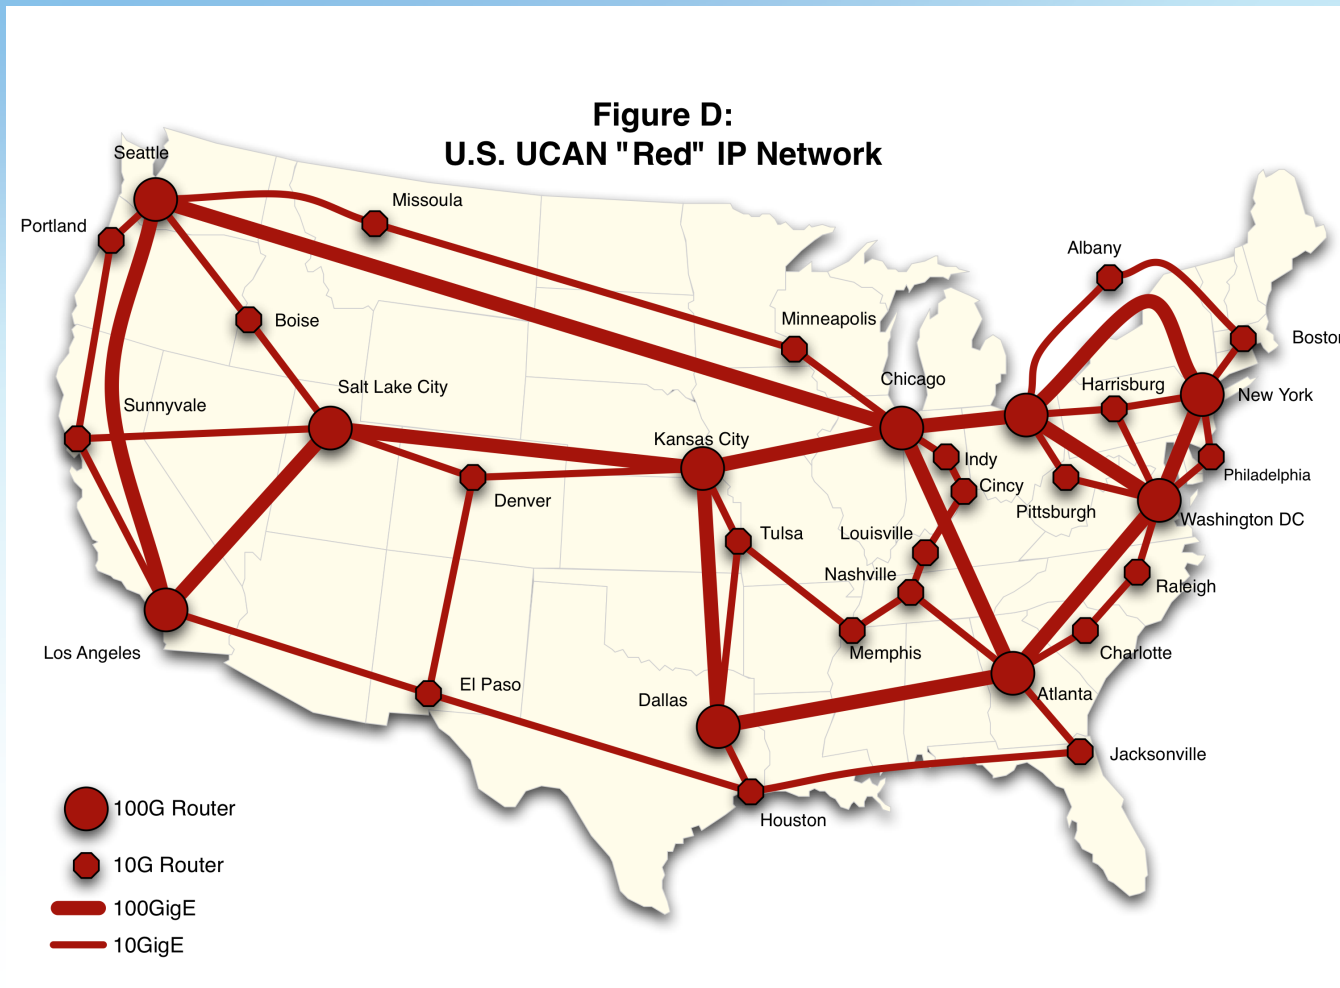 Figure D:
U.S. UCAN "Red" IP Network
Seattle
Missoula
Portland
Albany
Boise
Minneapolis
Boston
Salt Lake City
Chicago
Harrisburg
New York
Sunnyvale
Kansas City
Indy
Philadelphia
Cincy
Denver
Pittsburgh
Washington DC
Tulsa
Louisville
Nashville
Raleigh
Los Angeles
Memphis
Charlotte
El Paso
Dallas
Atlanta
Jacksonville
Houston
100G Router
10G Router
100GigE
10GigE